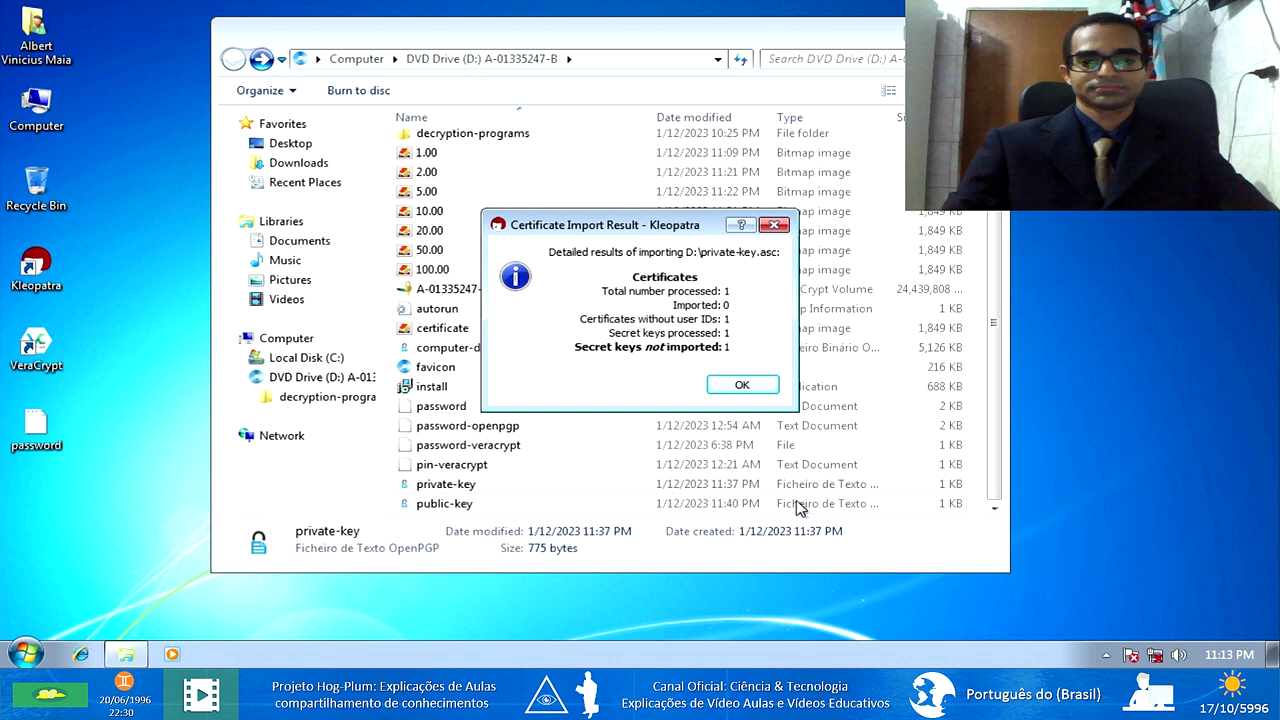 Albert
Vinicius Maia
Computer
Recycle Bin
Kleopatra
VeraCrypt
password
Computer
DVD Drive (D:) A-01335247-B
Search DVD Drive (D:) A-0
Organize
Burn to disc
Favorites
Desktop
Downloads
Recent Places
Libraries
Documents
Music
Pictures
Videos
Computer
Local Disk (C:)
DVD Drive (D:) A-013
decryption-progra
Network
Name Date modified Type
decryption-programs 1/12/2023 10:25 PM File folder
1.00 1/12/2023 11:09 PM Bitmap image
2.00 1/12/2023 11:21 PM Bitmap image
5.00 1/12/2023 11:22 PM Bitmap image
10.00 1,849 KB
20.00 1,849 KB
50.00 1,849 KB
100.00 1,849 KB
A-01335247- Crypt Volume 24,439,808 ...
autorun Information 1 KB
certificate image 1,849 KB
computer-d Binário O... 5,126 KB
favicon 216 KB
install 688 KB
password Document 2 KB
password-openpgp 1/12/2023 12:54 AM Text Document 2 KB
password-veracrypt 1/12/2023 6:38 PM File 1 KB
pin-veracrypt 1/12/2023 12:21 AM Text Document 1 KB
private-key 1/12/2023 11:37 PM Ficheiro de Texto ... 1 KB
public-key 1/12/2023 11:40 PM Ficheiro de Texto ... 1 KB
Certificate Import Result - Kleopatra
Detailed results of importing D:\private-key.asc:
Certificates
Total number processed: 1
Imported: 0
Certificates without user IDs: 1
Secret keys processed: 1
Secret keys not imported: 1
OK
private-key Date modified: 1/12/2023 11:37 PM Date created: 1/12/2023 11:37 PM
Ficheiro de Texto OpenPGP Size: 775 bytes
11:13 PM
20/06/1996
22:30
Projeto Hog-Plum: Explicações de Aulas
com o aumento de conhecimentos
Canal Oficial: Ciência & Tecnologia
Explicações de Vídeo Aulas e Vídeos Educativos
Português do (Brasil)
17/10/5996